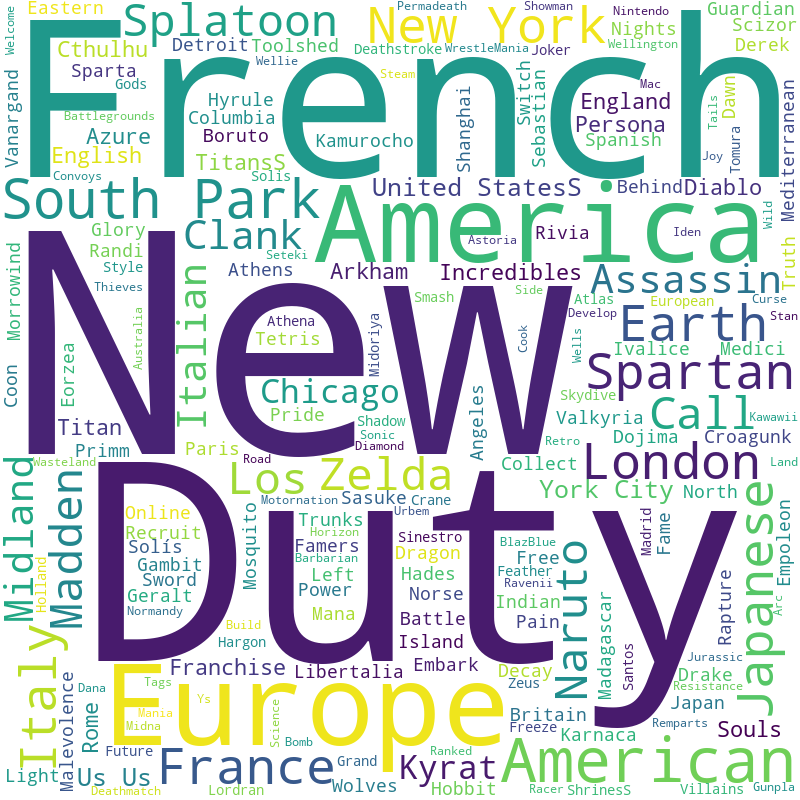 Eastern
Splatoon
New York
Permadeath
Showman
Nintendo
Guardian
Welcome
Cthulhu
Detroit
Toolshed
Deathstroke
WrestleMania
Joker
Nights
Wellington
Scizor
Derek
Sparta
Wellie
Gods
French
Vanargand
Battlegrounds
Hyrule
Columbia
Steam
Mac
England
Persona
Switch
Sebastian
Shanghai
Tails
Dawn
Mediterranean
Azure
Boruto
Kamurocho
Spanish
English
TitansS
Joy
Tomura
Convoys
Solis
South Park
United StatesS
Behind
Diablo
America
Clank
Rivia
Iden
Wild
Glory
Randi
Seteki
Astoria
Truth
Morrowind
Style
Athens
Arkham
Incredibles
Assassin
Thieves
Italian
Smash
Side
Atlas
European
Curse
New
Athena
Midoriya
Develop
Earth
Stan
Australia
Tetris
Cook
Wells
Ivalice
Medici
Coon
Eorzea
Chicago
Spartan
Pride
Shadow
Angeles
Skydive
Kawawii
Titan
Sonic
Valkyria
Call
Primm
Paris
Diamond
Retro
Dojima
Croagunk
Wasteland
Road
Los
Zelda
Collect
London
Land
Midland
Madden
Motornation
Sasuke
Crane
York City
North
Online
Urbem
Duty
Recruit
Mosquito
Trunks
Horizon
Famers
Sinestro
BlazBlue
Madrid
Fame
Solís
Gambit
Barbarian
Dragon
Free
Naruto
Japanese
Empoleon
Sword
Left
Hades
Feather
Holland
Geralt
Power
Norse
Ravenii
Indian
Rapture
Arc
Normandy
Build
Mana
Battle
Pain
Hargon
Island
Italy
Franchise
Libertalia
Embark
Decay
Madagascar
Santos
Jurassic
Europe
Zeus
Drake
Resistance
Malevolence
Dana
Tags
Ys
Rome
Mania
Britain
Japan
Souls
Midna
Science
Freeze
Karnaca
Remparts
Future
Bomb
Grand
Ranked
Light
Us Us
France
Kyrat
American
Deathmatch
Lordran
Wolves
Hobbit
Racer
ShrinesS
Villains
Gunpla